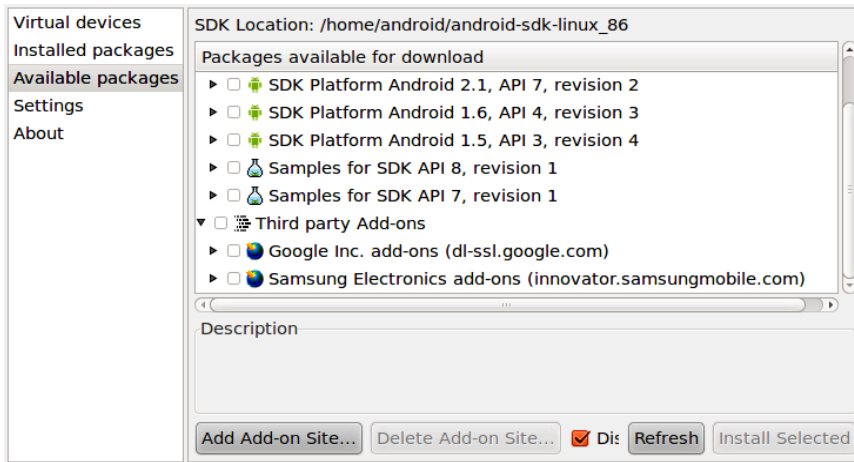 Virtual devices
Installed packages
Available packages
Settings
About
SDK Location: /home/android/android-sdk-linux_86
Packages available for download
SDK Platform Android 2.1, API 7, revision 2
SDK Platform Android 1.6, API 4, revision 3
SDK Platform Android 1.5, API 3, revision 4
Samples for SDK API 8, revision 1
Samples for SDK API 7, revision 1
Third party Add-ons
Google Inc. add-ons (dl-ssl.google.com)
Samsung Electronics add-ons (innovator.samsungmobile.com)
Description
Add Add-on Site... Delete Add-on Site... Refresh Install Selected